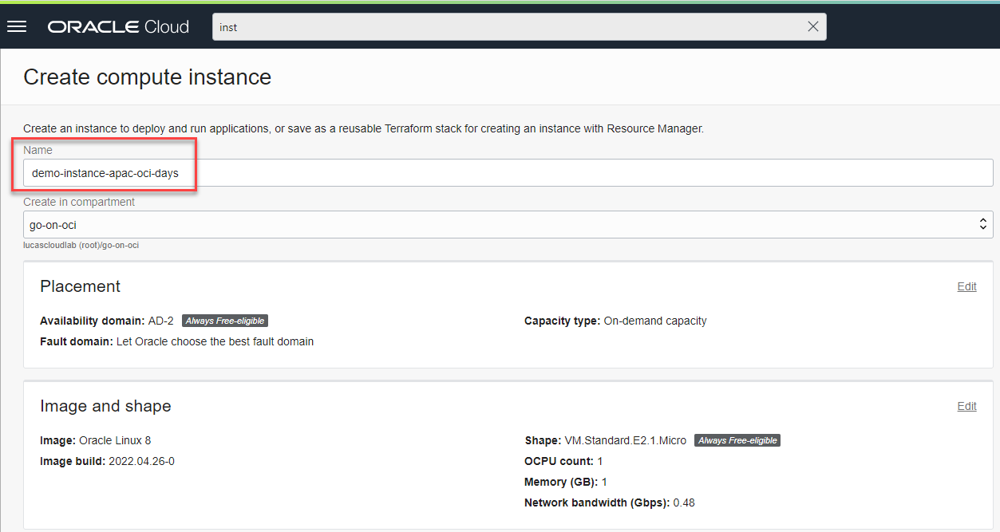 ORACLE Cloud
inst
Create compute instance
Create an instance to deploy and run applications, or save as a reusable Terraform stack for creating an instance with Resource Manager.
Name
demo-instance-apac-oci-days
Create in compartment
go-on-oci
lucascloudlab (root)/go-on-oci
Placement
Edit
Availability domain: AD-2 Always Free-eligible
Capacity type: On-demand capacity
Fault domain: Let Oracle choose the best fault domain
Image and shape
Edit
Image: Oracle Linux 8
Image build: 2022.04.26-0
Shape: VM.Standard.E2.1.Micro Always Free-eligible
OCPU count: 1
Memory (GB): 1
Network bandwidth (Gbps): 0.48